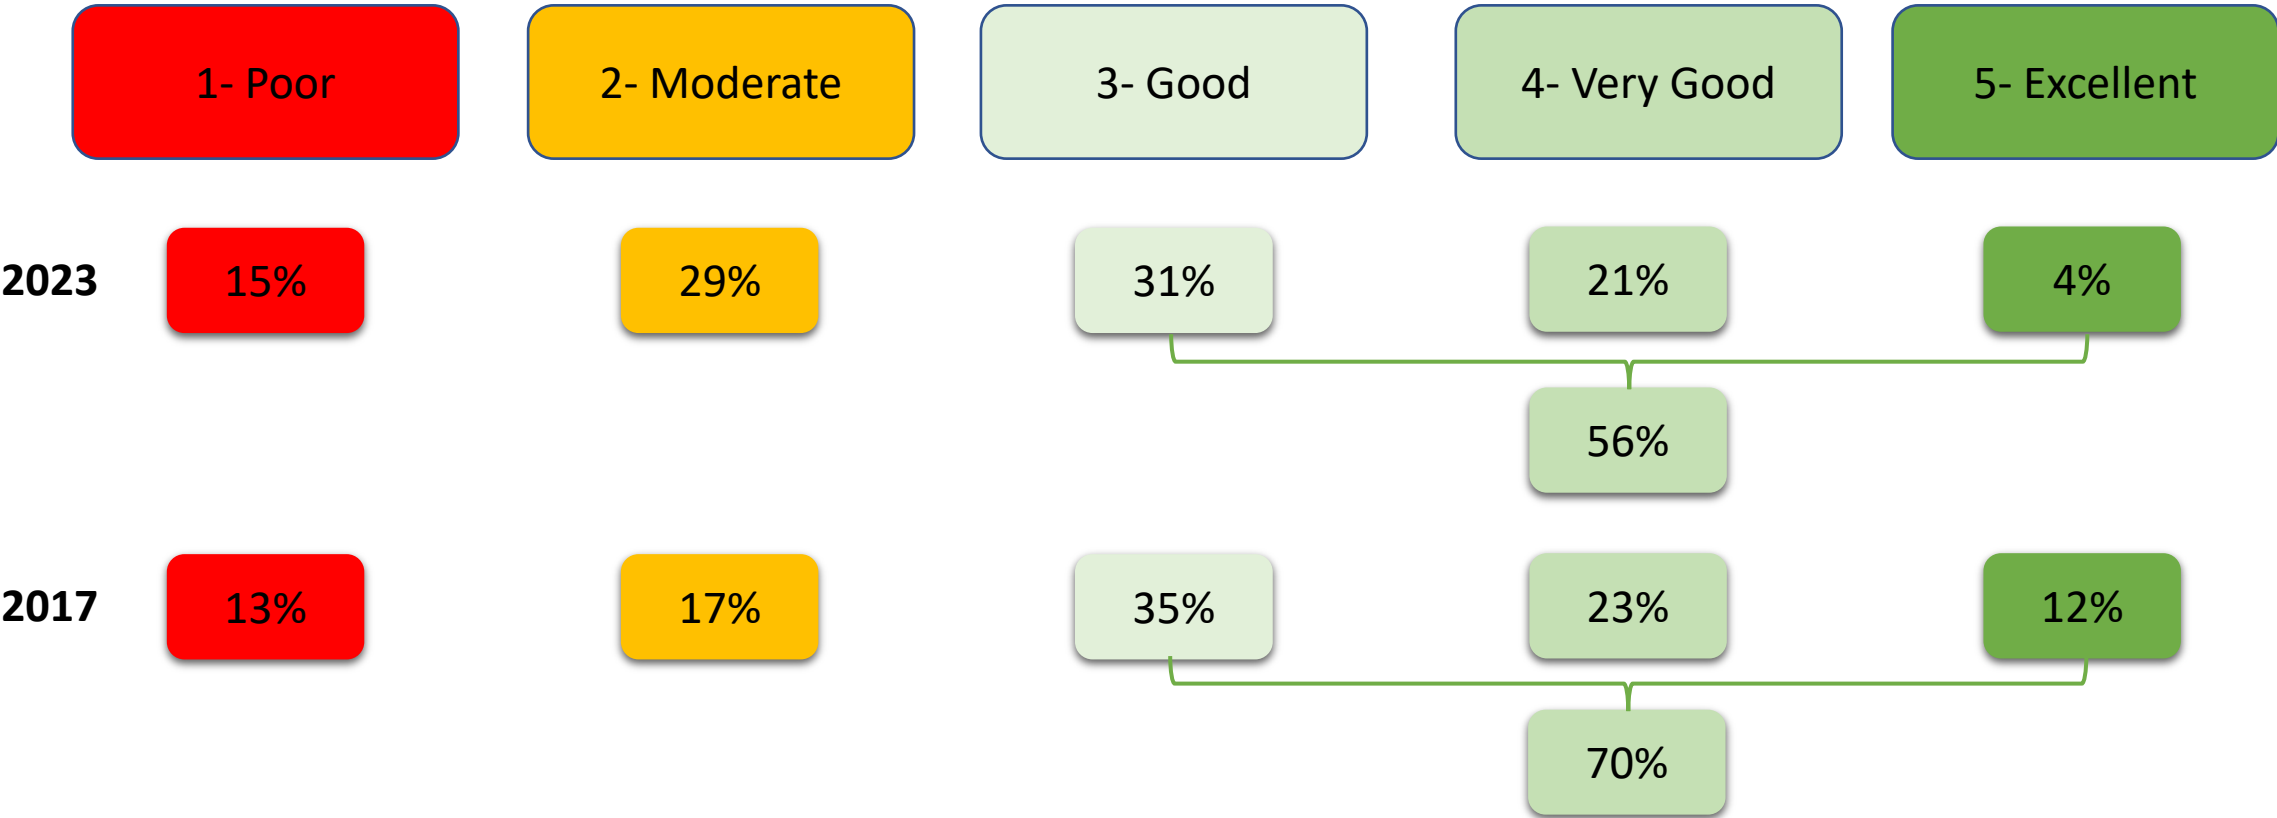 1- Poor
2- Moderate
3- Good
4- Very Good
5- Excellent
2023
15%
29%
31%
21%
4%
56%
2017
13%
17%
35%
23%
12%
70%